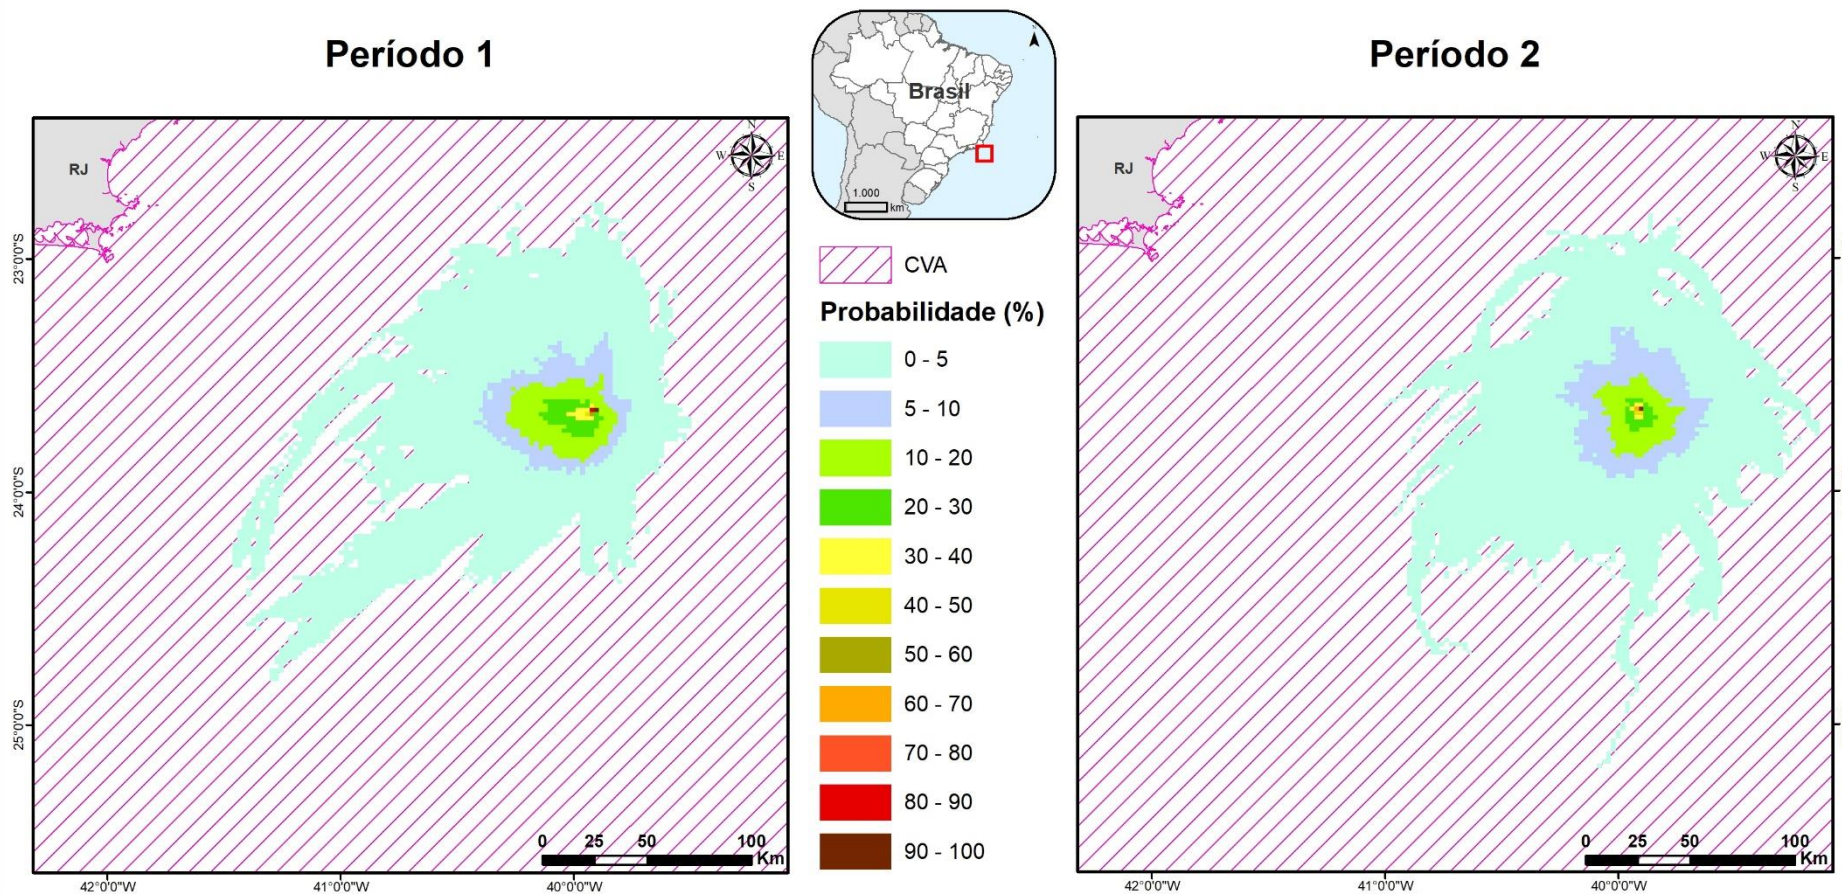 Período 1
RJ
N
W
E
S
23°0'0"S
24°0'0"S
25°0'0"S
42°0'0"W
41°0'0"W
40°0'0"W
0 25 50 100
Km
Brasil
1.000
km
CVA
Probabilidade (%)
0 - 5
5 - 10
10 - 20
20 - 30
30 - 40
40 - 50
50 - 60
60 - 70
70 - 80
80 - 90
90 - 100
Período 2
RJ
N
W
E
S
42°0'0"W
41°0'0"W
40°0'0"W
0 25 50 100
Km